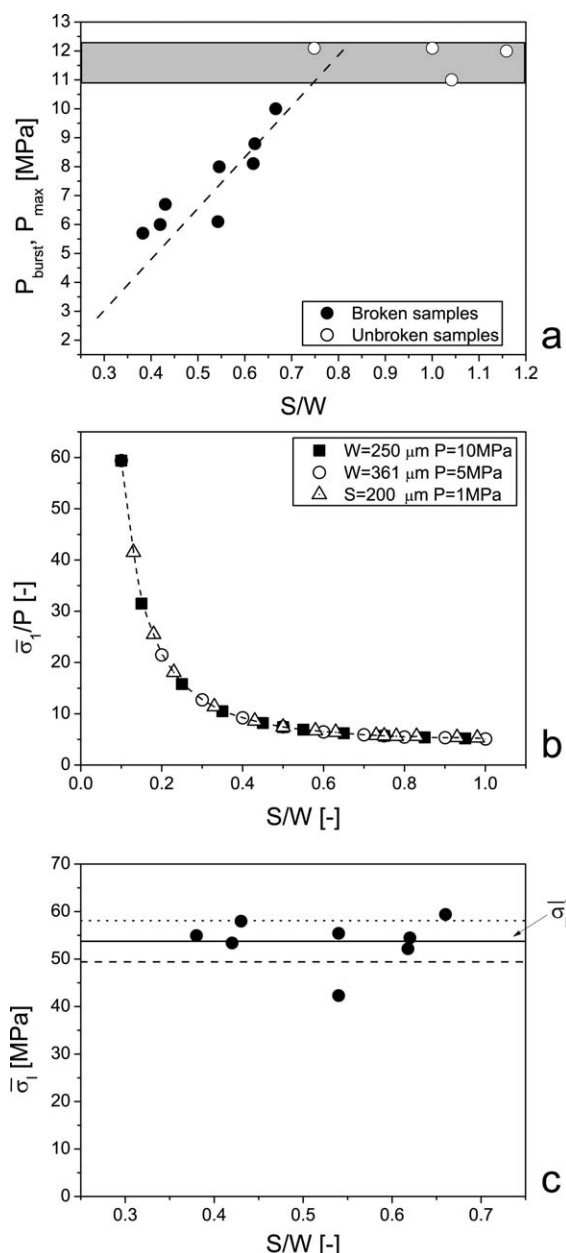 13
12
11
10
9
8
7
6
5
4
3
2
P_burst, P_max [MPa]
Broken samples
Unbroken samples
0.3 0.4 0.5 0.6 0.7 0.8 0.9 1.0 1.1 1.2
S/W
a
60
50
40
30
20
10
0
σ̄₁/P [-]
W=250 μm P=10MPa
W=361 μm P=5MPa
S=200 μm P=1MPa
0.0 0.2 0.4 0.6 0.8 1.0
S/W [-]
b
70
60
50
40
30
20
10
0
σ̄_I [MPa]
0.3 0.4 0.5 0.6 0.7
S/W [-]
c